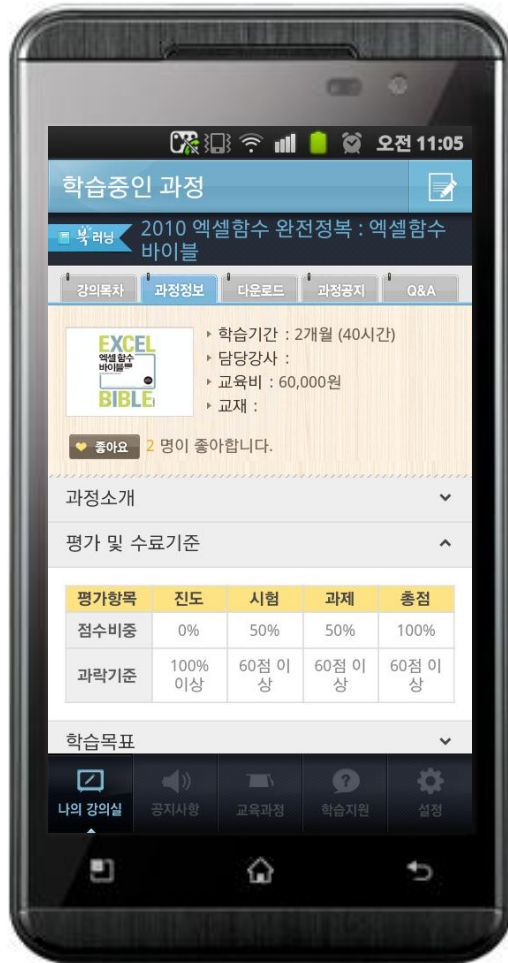 오전 11:05
학습중인 과정
북러닝
2010 엑셀함수 완전정복 : 엑셀함수
바이블
강의목차 과정정보 다운로드 과정공지 Q&A
EXCEL
엑셀 함수
바이블
BIBLE
학습기간 : 2개월 (40시간)
담당강사 :
교육비 : 60,000원
교재 :
좋아요 2 명이 좋아합니다.
과정소개
평가 및 수료기준
평가항목 진도 시험 과제 총점
점수비중 0% 50% 50% 100%
과락기준 100% 이상 60점 이상 60점 이상 60점 이상
학습목표
나의 강의실 공지사항 교육과정 학습지원 설정